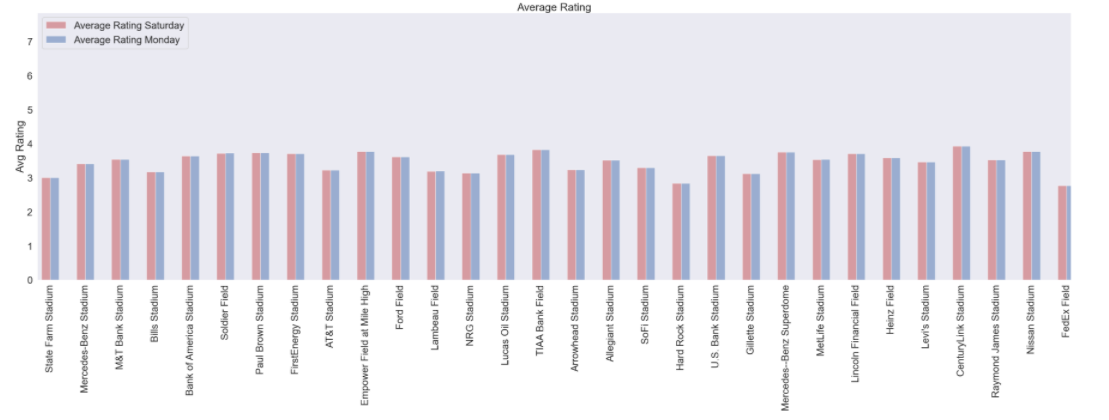 Average Rating
Average Rating Saturday
Average Rating Monday
Avg Rating
7
6
5
4
3
2
1
0
State Farm Stadium
Mercedes-Benz Stadium
M&T Bank Stadium
Bills Stadium
Bank of America Stadium
Soldier Field
Paul Brown Stadium
FirstEnergy Stadium
AT&T Stadium
Empower Field at Mile High
Ford Field
Lambeau Field
NRG Stadium
Lucas Oil Stadium
TIAA Bank Field
Arrowhead Stadium
Allegiant Stadium
SoFi Stadium
Hard Rock Stadium
U.S. Bank Stadium
Gillette Stadium
Mercedes--Benz Superdome
MetLife Stadium
Lincoln Financial Field
Heinz Field
Levi's Stadium
CenturyLink Stadium
Raymond James Stadium
Nissan Stadium
FedEx Field